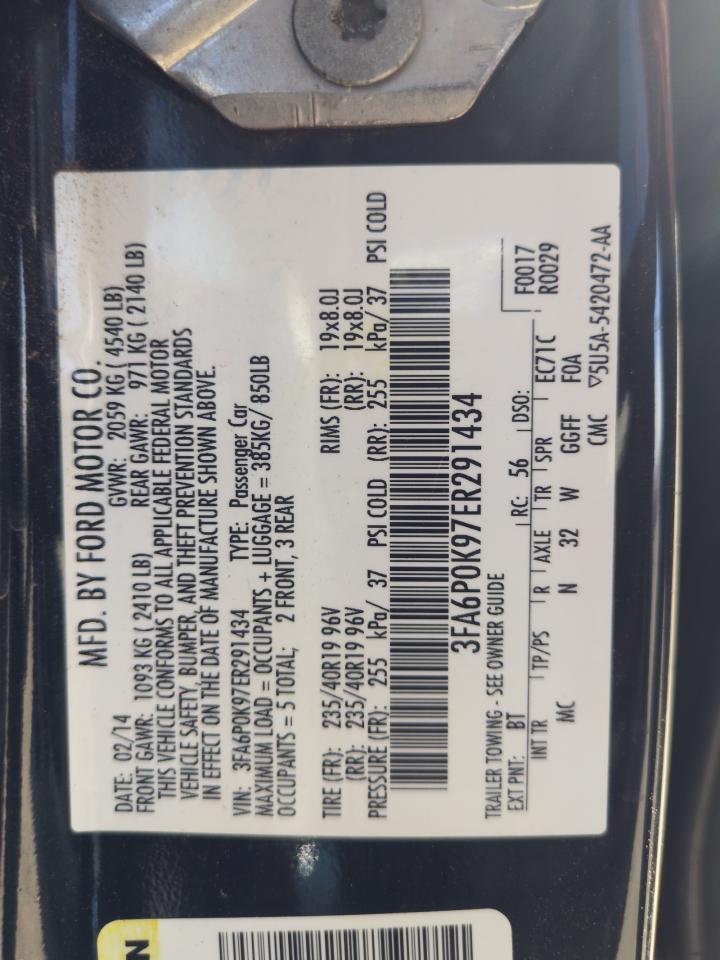 MFD. BY FORD MOTOR CO.
DATE: 02/14 GVWR: 2059 KG ( 4540 LB)
FRONT GAWR: 1093 KG ( 2410 LB) REAR GAWR: 971 KG ( 2140 LB)
THIS VEHICLE CONFORMS TO ALL APPLICABLE FEDERAL MOTOR
VEHICLE SAFETY, BUMPER, AND THEFT PREVENTION STANDARDS
IN EFFECT ON THE DATE OF MANUFACTURE SHOWN ABOVE.
VIN: 3FA6P0K97ER291434 TYPE: Passenger Car
MAXIMUM LOAD = OCCUPANTS + LUGGAGE = 385KG/ 850LB
OCCUPANTS = 5 TOTAL; 2 FRONT, 3 REAR
TIRE (FR): 235/40R19 96V RIMS (FR): 19x8.0J
(RR): 235/40R19 96V (RR): 19x8.0J
PRESSURE (FR): 255 kPa/ 37 PSI COLD (RR): 255 kPa/ 37 PSI COLD
3FA6P0K97ER291434
TRAILER TOWING - SEE OWNER GUIDE F0017
EXT PNT: BT RC: 56 DSO: R0029
INT TR TP/PS R AXLE TR SPR EC71C
MC N 32 W GGFF F0A
CMC ▽5U5A-5420472-AA
N